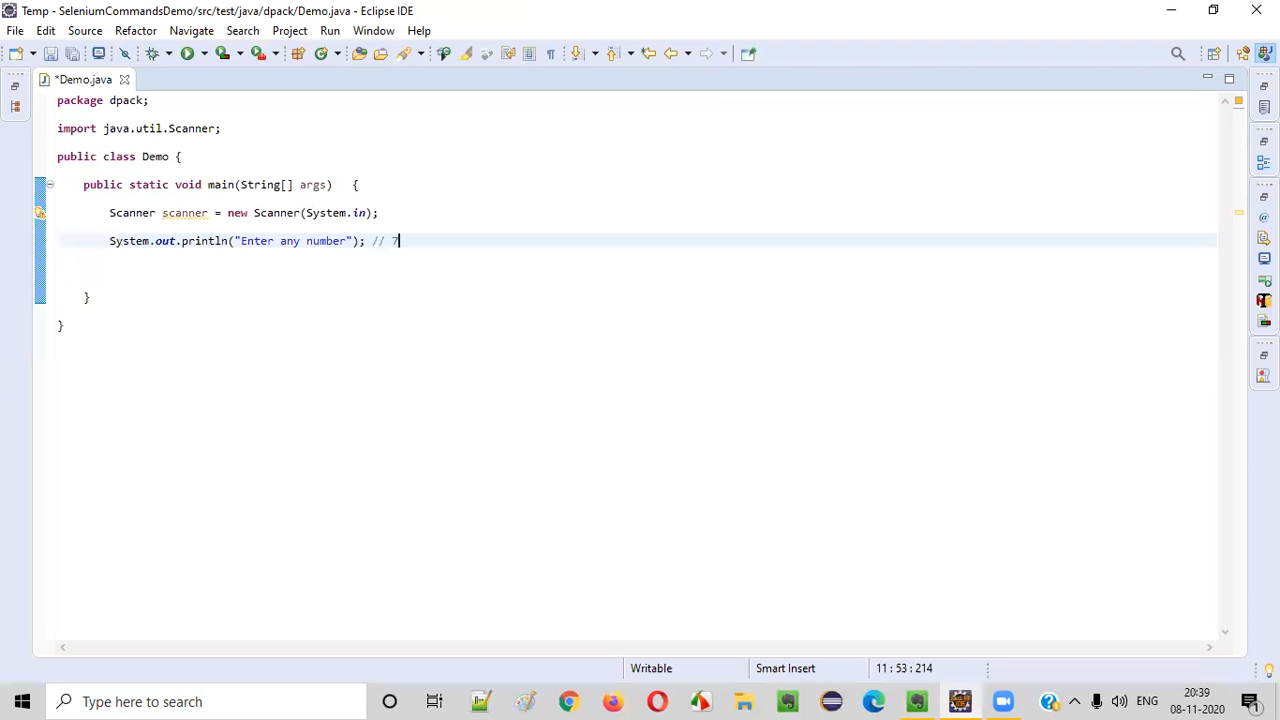 Temp - SeleniumCommandsDemo/src/test/java/dpack/Demo.java - Eclipse IDE
File Edit Source Refactor Navigate Search Project Run Window Help
*Demo.java
package dpack;
import java.util.Scanner;
public class Demo {
public static void main(String[] args) {
Scanner scanner = new Scanner(System.in);
System.out.println("Enter any number"); // 7
}
}
Writable Smart Insert 11 : 53 : 214
Type here to search
ENG
20:39
08-11-2020